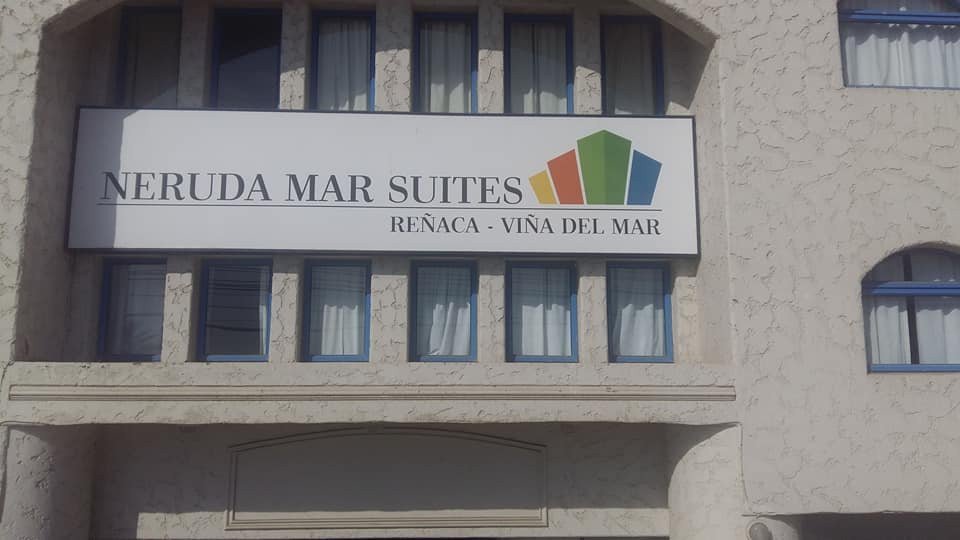 NERUDA MAR SUITES
REÑACA - VIÑA DEL MAR